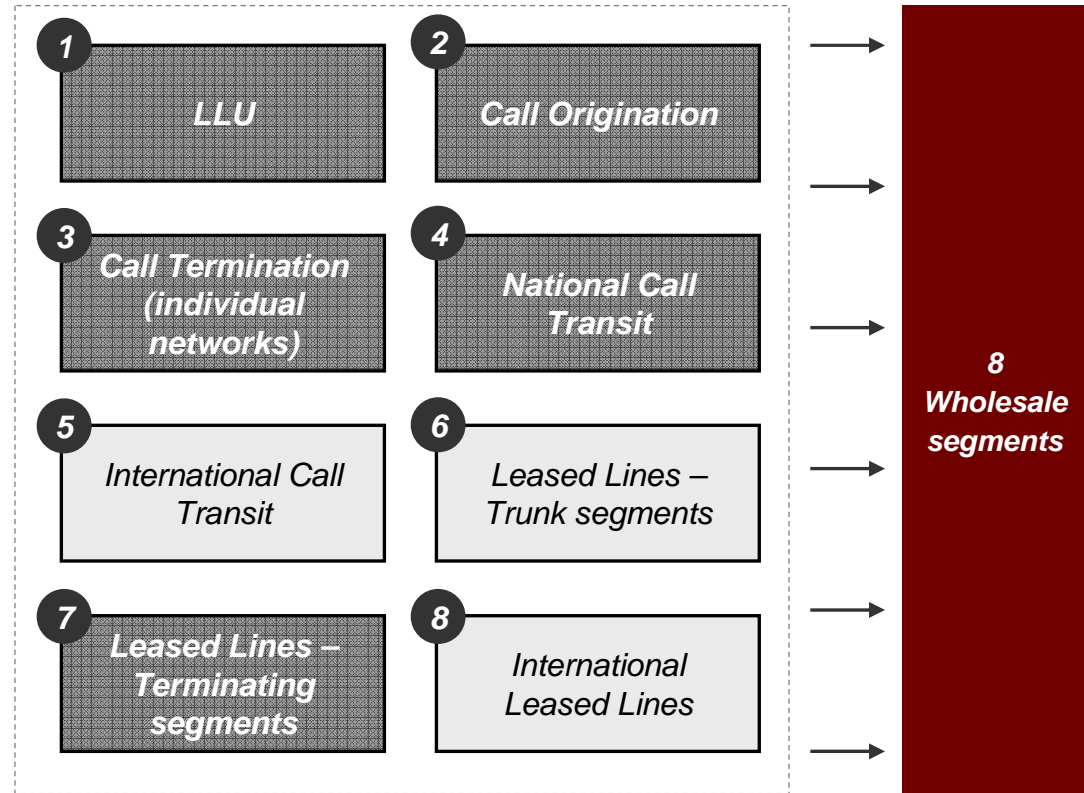 1
LLU
2
Call Origination
3
Call Termination
(individual
networks)
4
National Call
Transit
5
International Call
Transit
6
Leased Lines –
Trunk segments
7
Leased Lines –
Terminating
segments
8
International
Leased Lines
8
Wholesale
segments